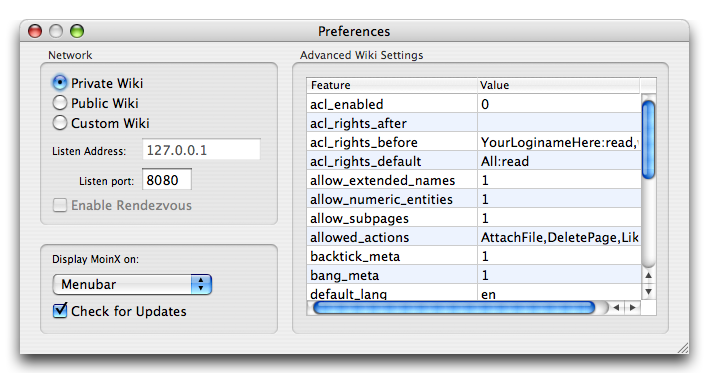 Preferences
Network
Private Wiki
Public Wiki
Custom Wiki
Listen Address: 127.0.0.1
Listen port: 8080
Enable Rendezvous
Display MoinX on:
Menubar
Check for Updates
Advanced Wiki Settings
Feature Value
acl_enabled 0
acl_rights_after
acl_rights_before YourLoginameHere:read,
acl_rights_default All:read
allow_extended_names 1
allow_numeric_entities 1
allow_subpages 1
allowed_actions AttachFile,DeletePage,Lik
backtick_meta 1
bang_meta 1
default_lang en